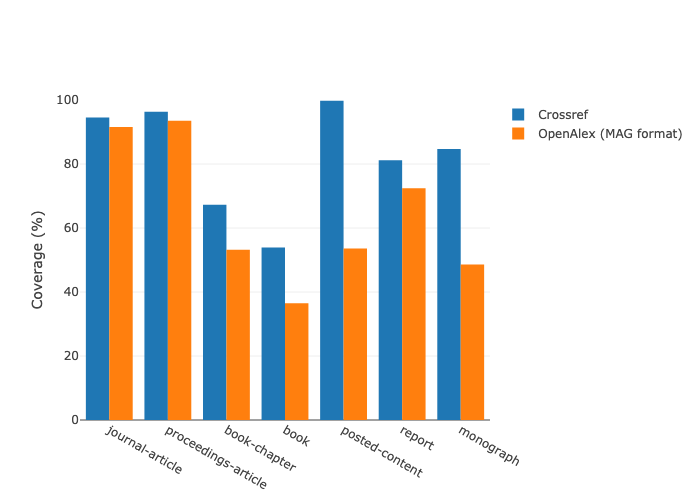 100
80
60
40
20
0
Coverage (%)
journal-article
proceedings-article
book-chapter
book
posted-content
report
monograph
Crossref
OpenAlex (MAG format)